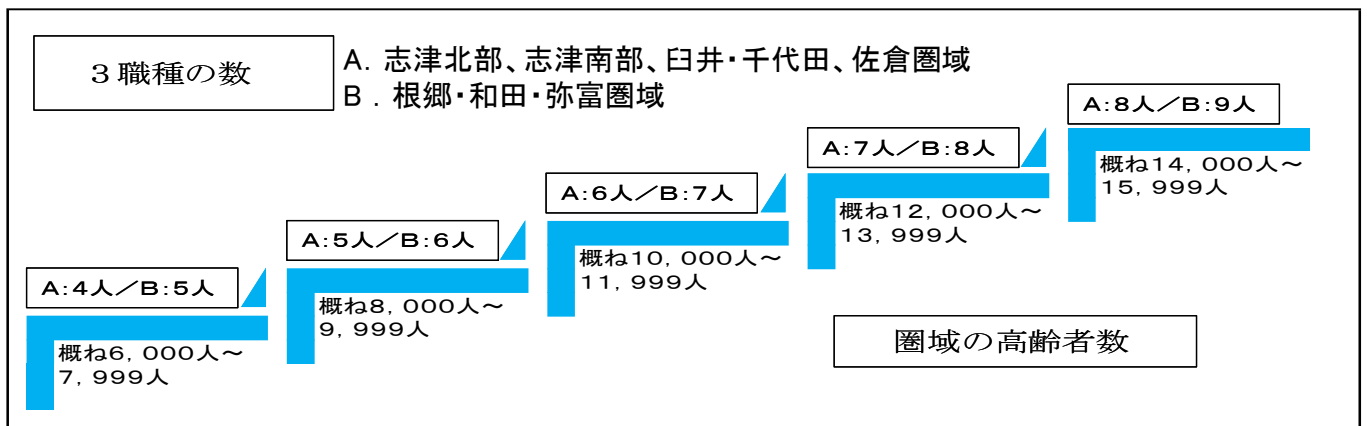 3職種の数
A. 志津北部、志津南部、臼井・千代田、佐倉圏域
B . 根郷・和田・弥富圏域
A:8人／B:9人
概ね14, 000人～
15, 999人
A:7人／B:8人
概ね12, 000人～
13, 999人
A:6人／B:7人
概ね10, 000人～
11, 999人
A:5人／B:6人
概ね8, 000人～
9, 999人
A:4人／B:5人
概ね6, 000人～
7, 999人
圏域の高齢者数